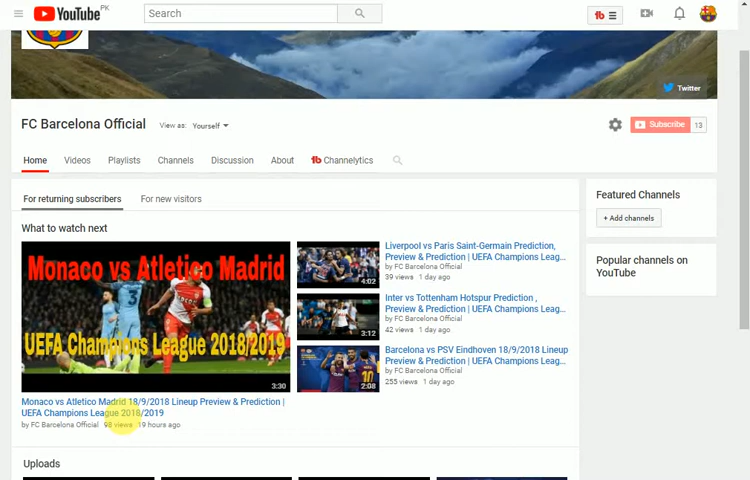 YouTube PK
Search
Twitter
FC Barcelona Official
View as: Yourself
Subscribe 13
Home Videos Playlists Channels Discussion About Channelytics
For returning subscribers For new visitors
What to watch next
Monaco vs Atletico Madrid
UEFA Champions League 2018/2019
3:30
Monaco vs Atletico Madrid 18/9/2018 Lineup Preview & Prediction |
UEFA Champions League 2018/2019
by FC Barcelona Official 93 views 19 hours ago
4:02
Liverpool vs Paris Saint-Germain Prediction,
Preview & Prediction | UEFA Champions Leag...
by FC Barcelona Official
39 views 1 day ago
3:12
Inter vs Tottenham Hotspur Prediction ,
Preview & Prediction | UEFA Champions Leag...
by FC Barcelona Official
42 views 1 day ago
2:08
Barcelona vs PSV Eindhoven 18/9/2018 Lineup
Preview & Prediction | UEFA Champions Leag...
by FC Barcelona Official
255 views 1 day ago
Uploads
Featured Channels
+ Add channels
Popular channels on
YouTube